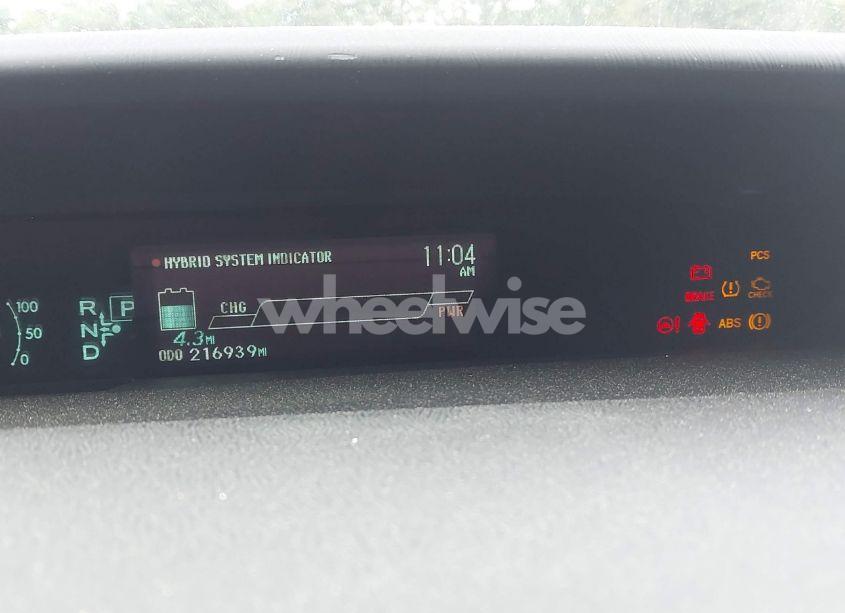 HYBRID SYSTEM INDICATOR
11:04
AM
PCS
100
50
0
R
P
N
D
CHG
PWR
BRAKE
CHECK
4.3MI
ABS
ODO 216939MI
wheelwise